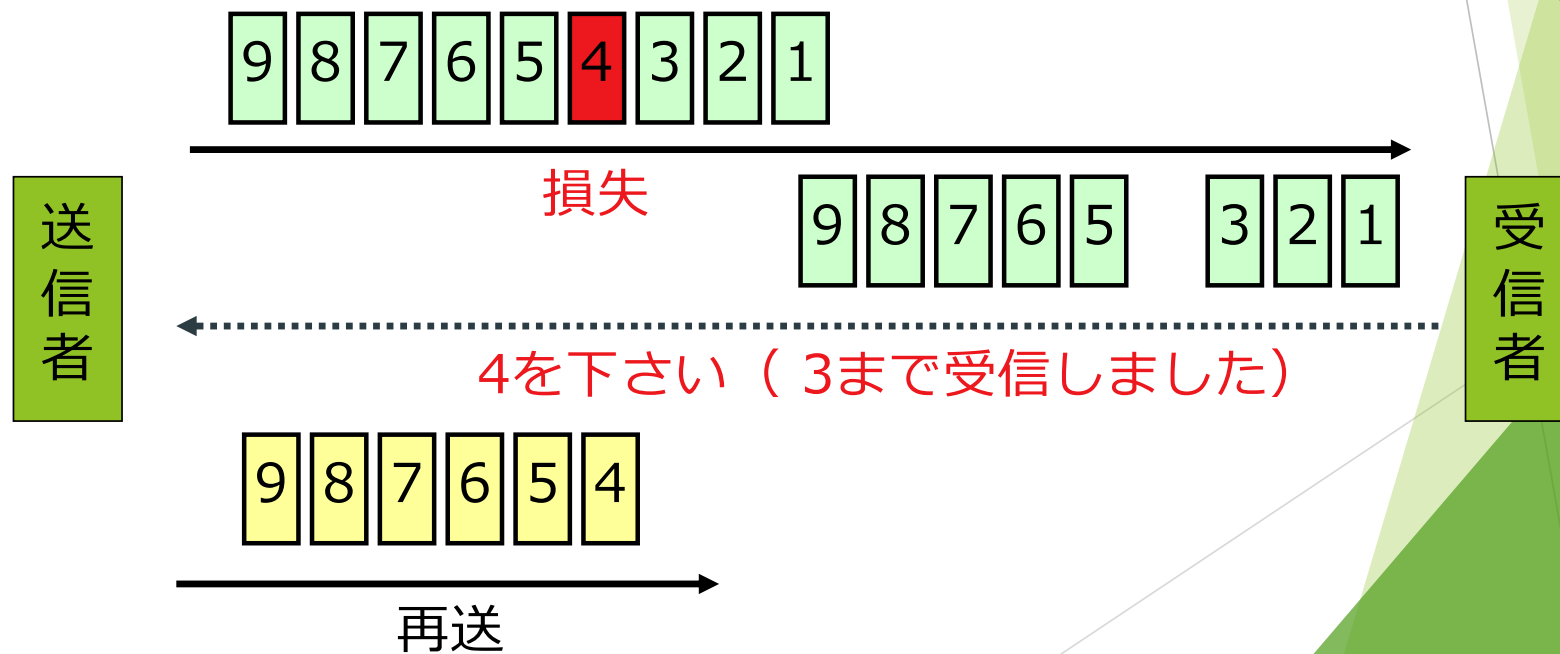 9 8 7 6 5 4 3 2 1
損失
9 8 7 6 5 3 2 1
送信者
受信者
4を下さい（ 3まで受信しました）
9 8 7 6 5 4
再送